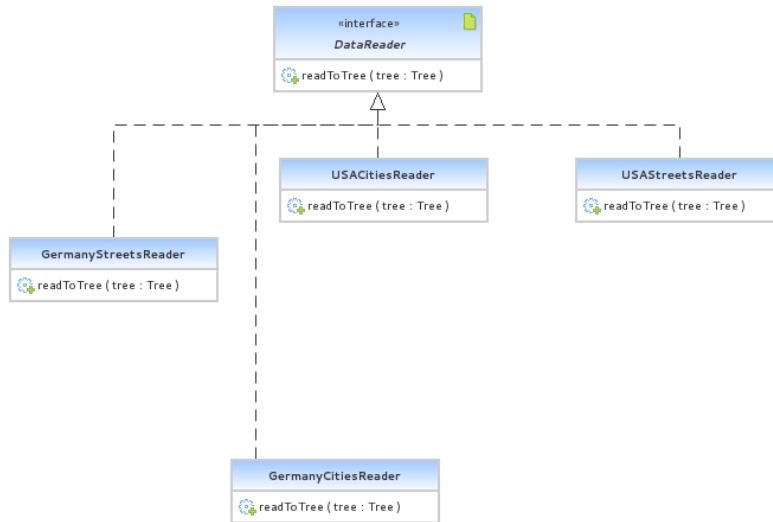 «interface»
DataReader
readToTree ( tree : Tree )
USACitiesReader
readToTree ( tree : Tree )
USAStreetsReader
readToTree ( tree : Tree )
GermanyStreetsReader
readToTree ( tree : Tree )
GermanyCitiesReader
readToTree ( tree : Tree )